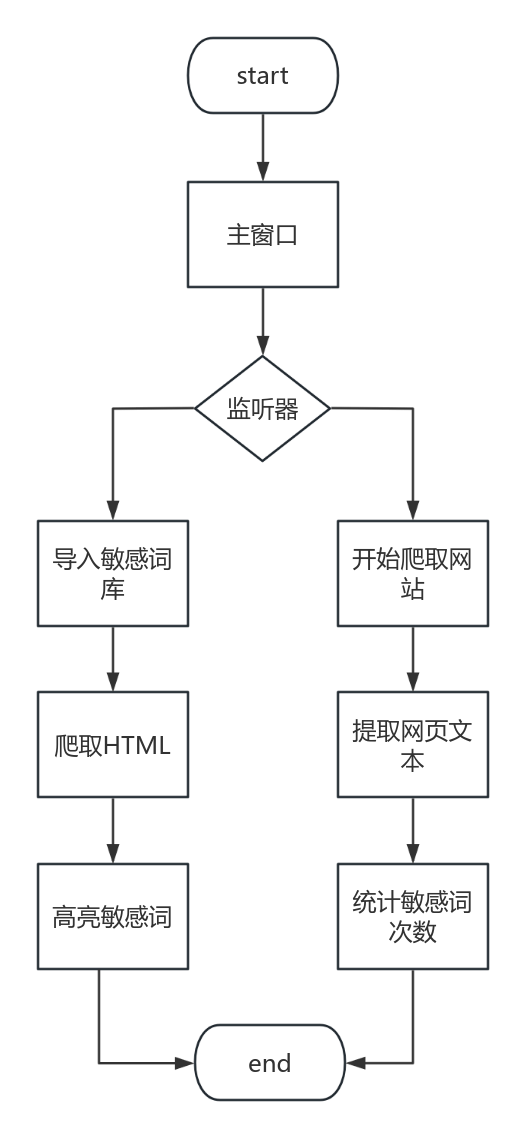 start
主窗口
监听器
导入敏感词
库
开始爬取网
站
爬取HTML
提取网页文
本
高亮敏感词
统计敏感词
次数
end